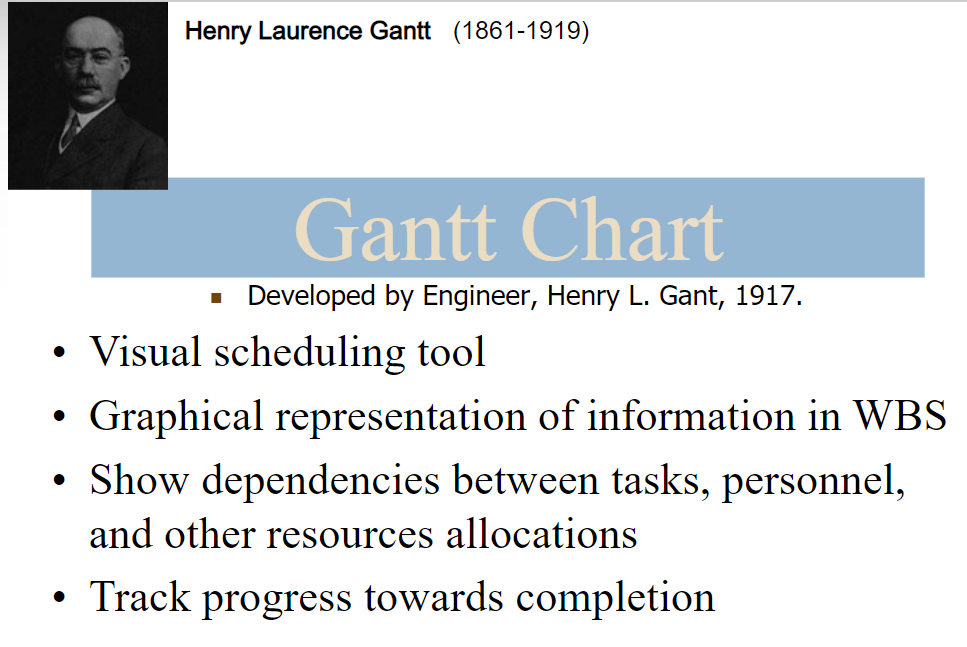 Henry Laurence Gantt (1861-1919)
Gantt Chart
▪ Developed by Engineer, Henry L. Gant, 1917.
• Visual scheduling tool
• Graphical representation of information in WBS
• Show dependencies between tasks, personnel,
and other resources allocations
• Track progress towards completion